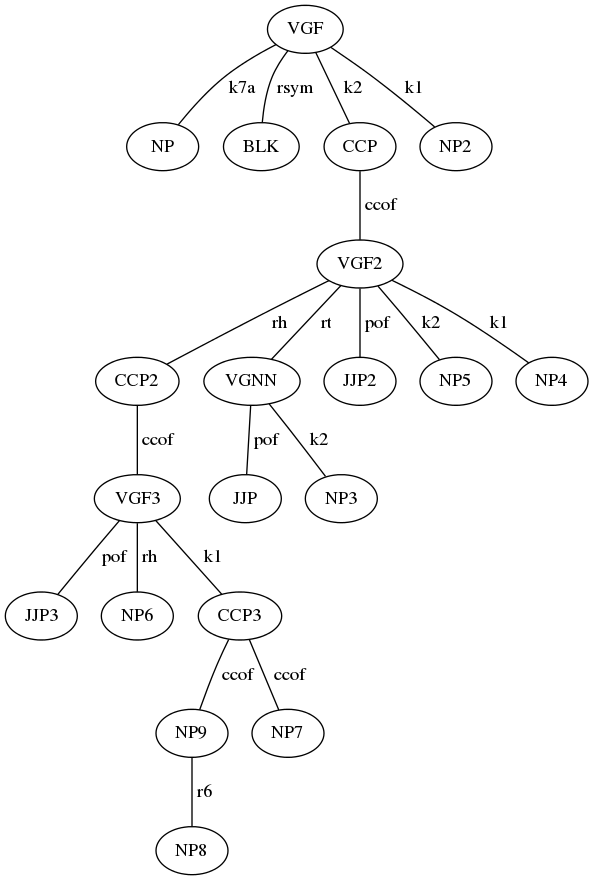 VGF
k7a rsym k2 k1
NP BLK CCP NP2
ccof
VGF2
rh rt pof k2 k1
CCP2 VGNN JJP2 NP5 NP4
ccof pof k2
VGF3 JJP NP3
pof rh k1
JJP3 NP6 CCP3
ccof ccof
NP9 NP7
r6
NP8